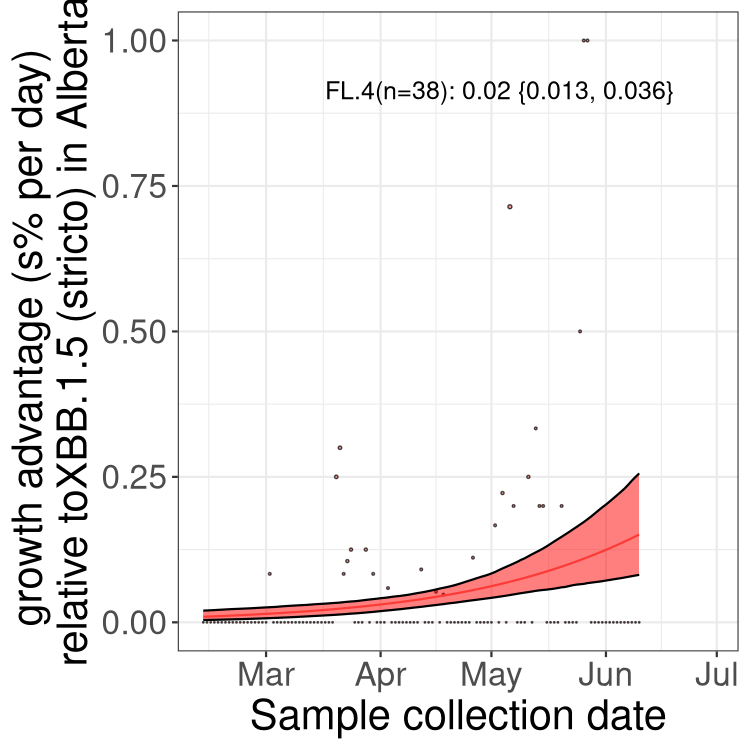 growth advantage (s% per day)
relative toXBB.1.5 (stricto) in Alberta
1.00
0.75
0.50
0.25
0.00
FL.4(n=38): 0.02 {0.013, 0.036}
Mar Apr May Jun Jul
Sample collection date